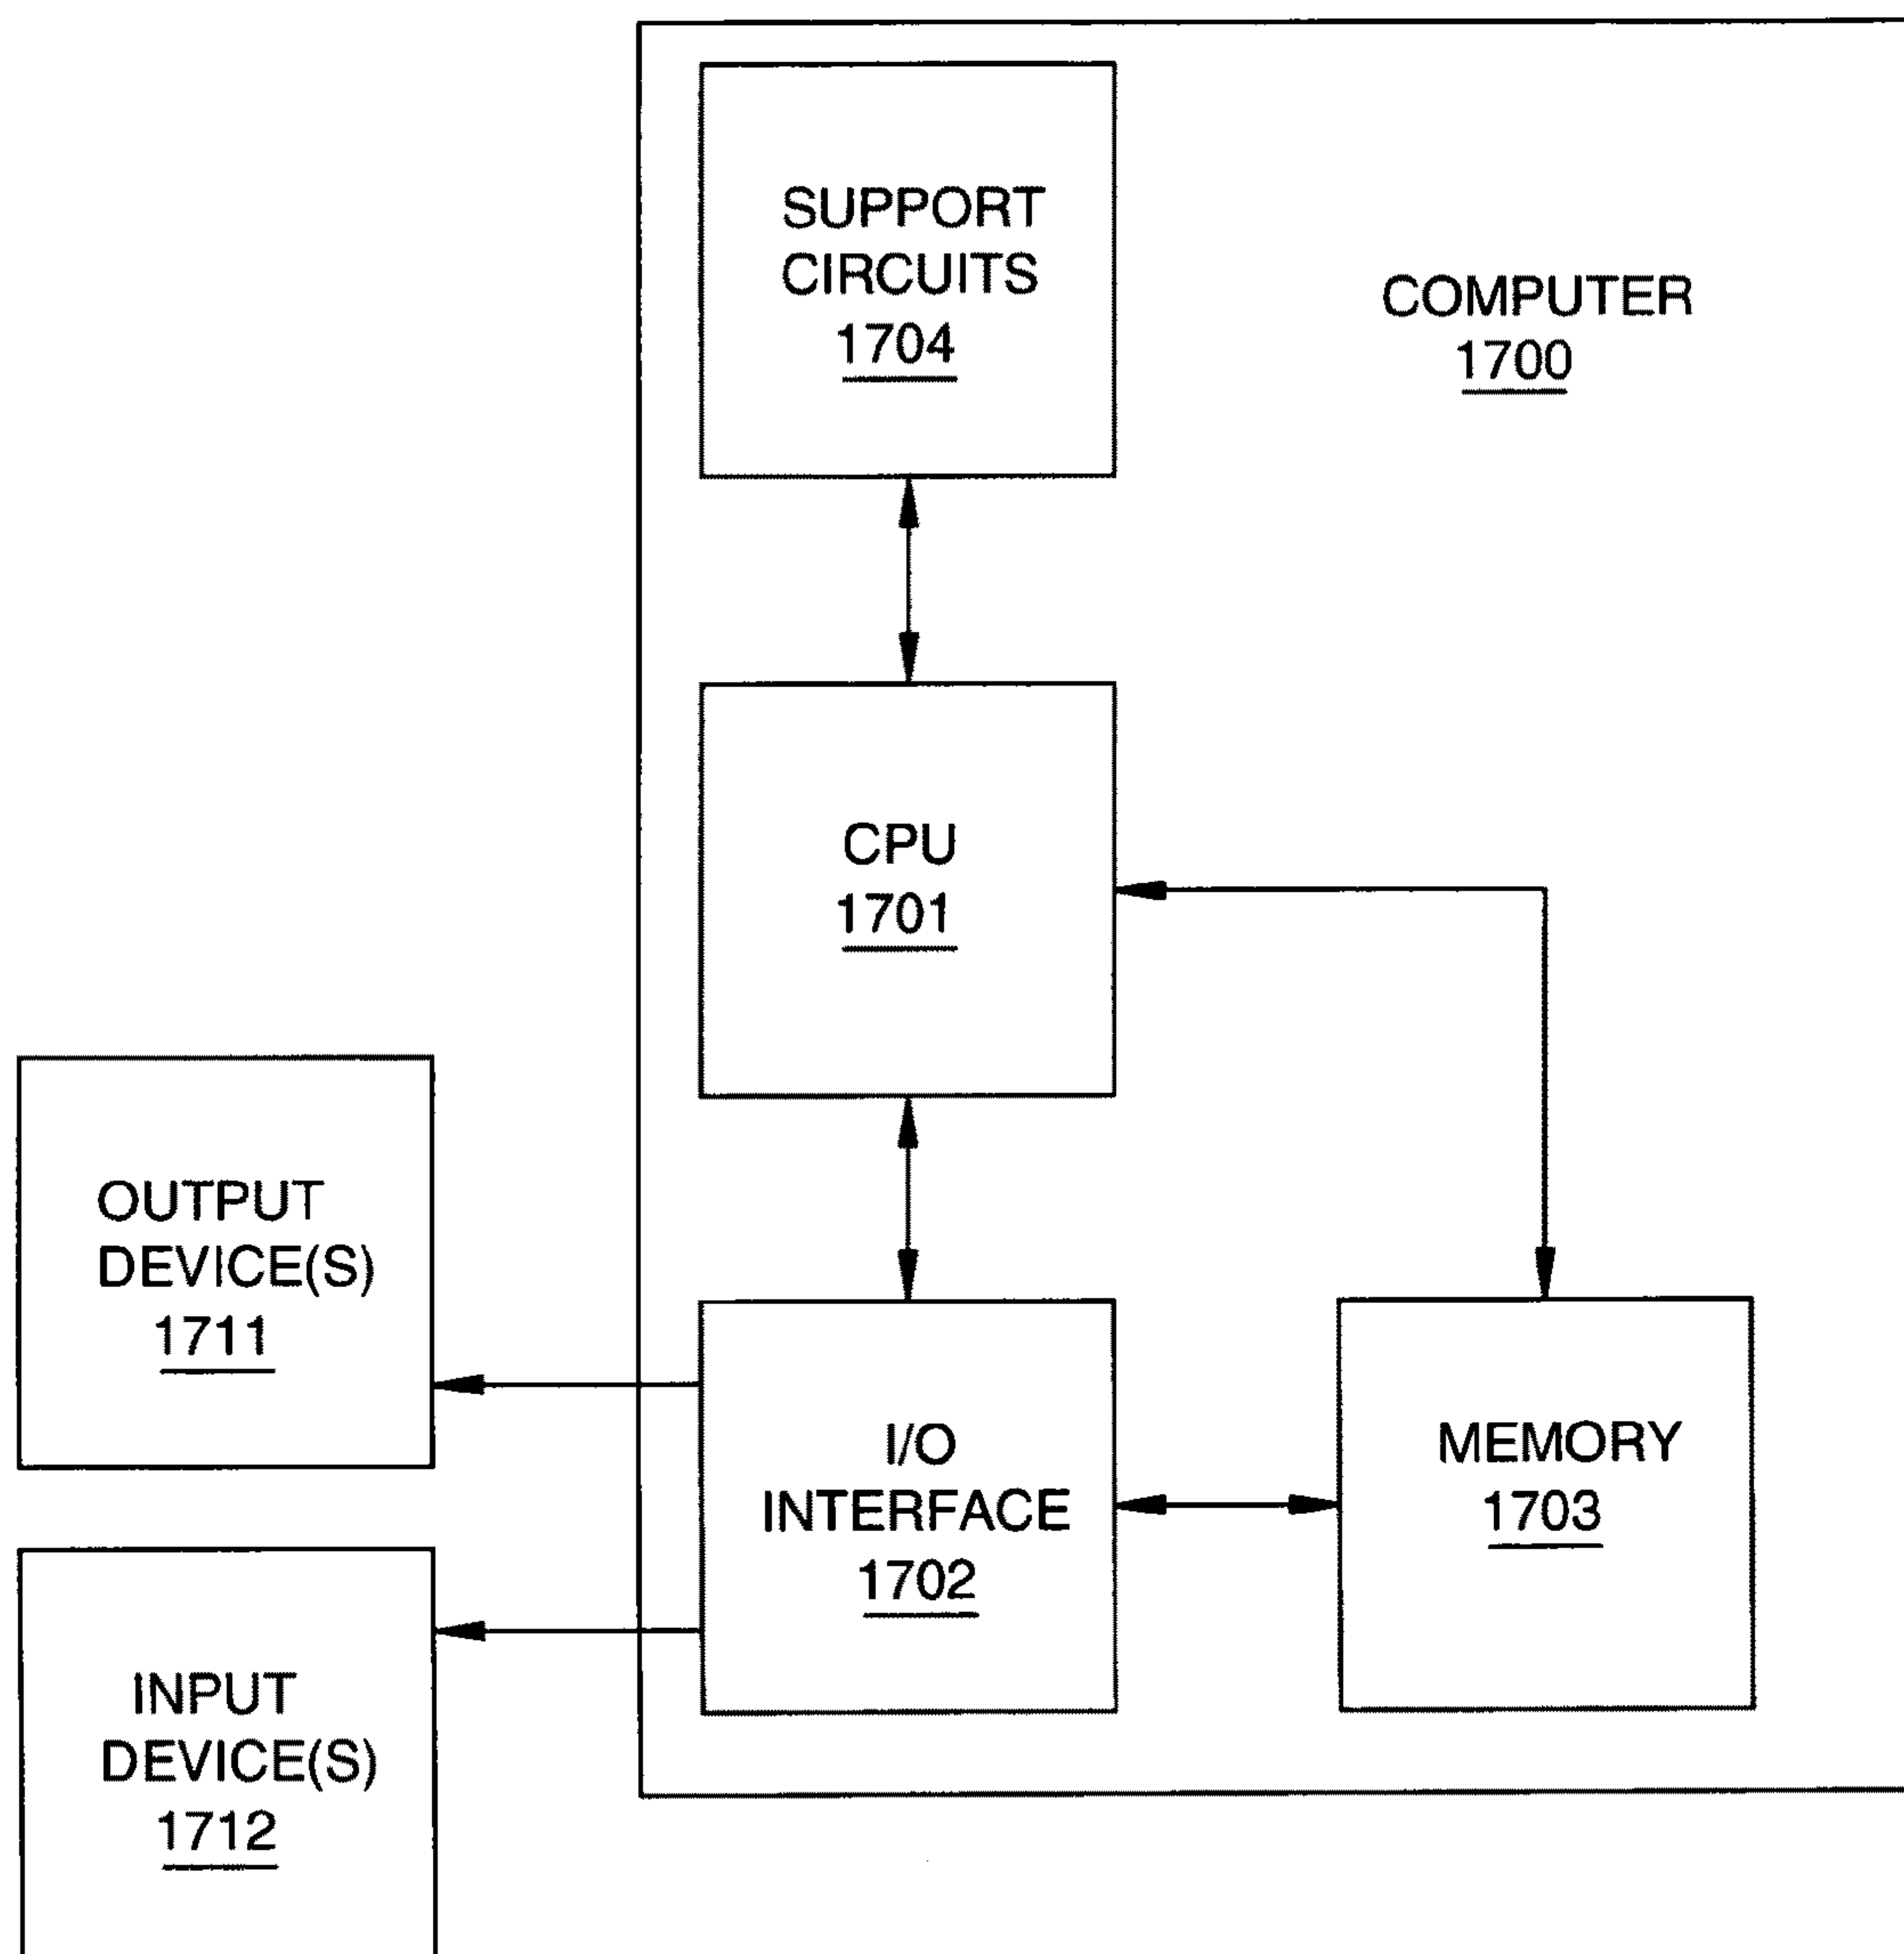 SUPPORT
CIRCUITS
1704
COMPUTER
1700
CPU
1701
OUTPUT
DEVICE(S)
1711
I/O
INTERFACE
1702
MEMORY
1703
INPUT
DEVICE(S)
1712